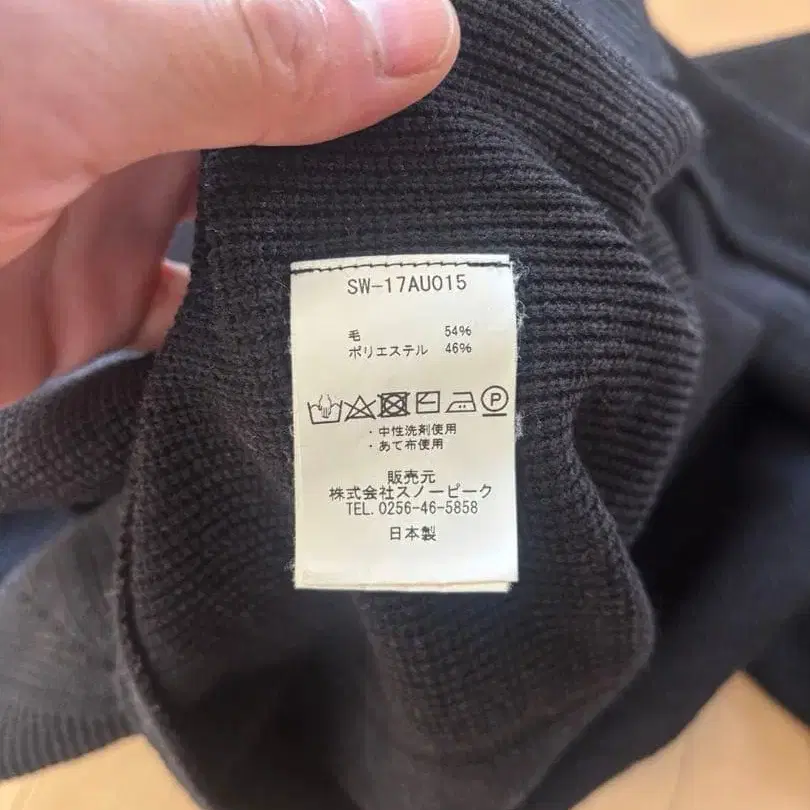 SW-17AU015
毛 54%
ポリエステル 46%
P
・中性洗剤使用
・あて布使用
販売元
株式会社スノーピーク
TEL.0256-46-5858
日本製